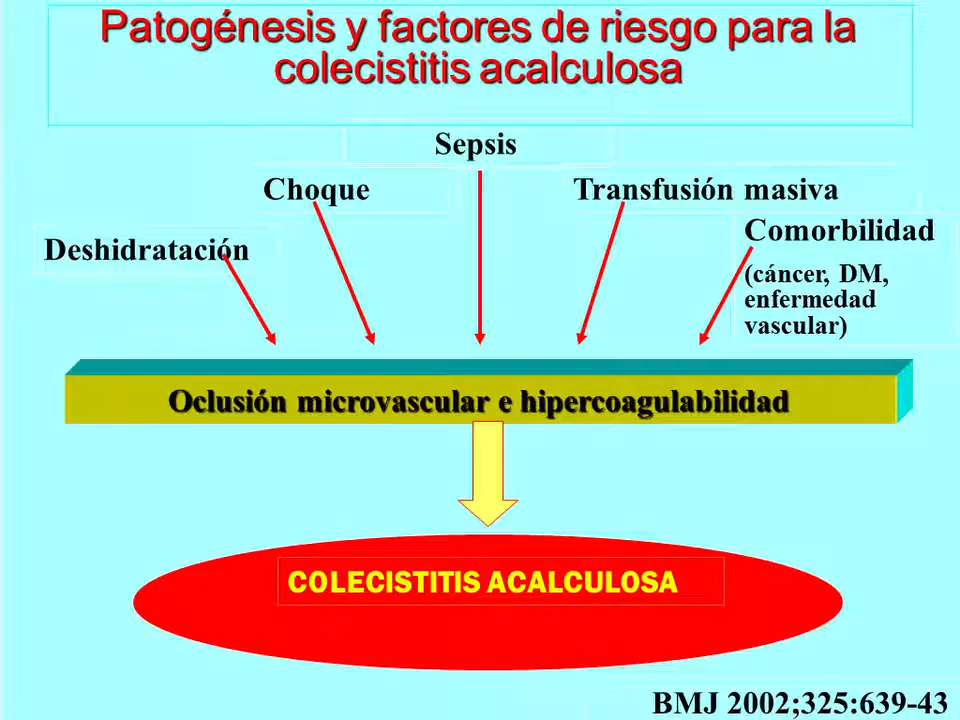 Patogénesis y factores de riesgo para la
colecistitis acalculosa
Sepsis
Choque
Transfusión masiva
Comorbilidad
Deshidratación
(cáncer, DM,
enfermedad
vascular)
Oclusión microvascular e hipercoagulabilidad
COLECISTITIS ACALCULOSA
BMJ 2002;325:639-43